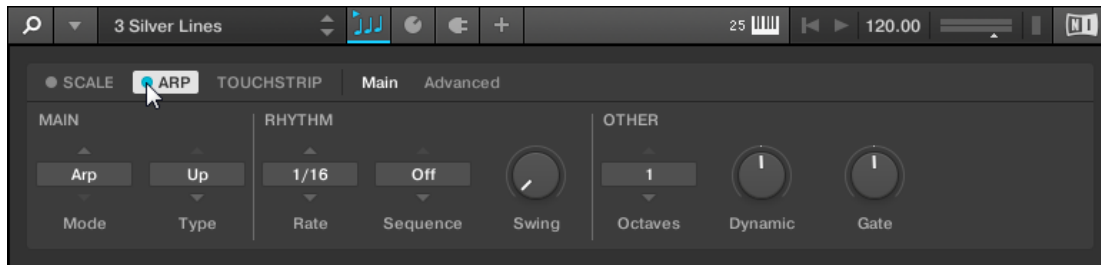 3 Silver Lines 25 120.00 NI
SCALE ARP TOUCHSTRIP Main Advanced
MAIN RHYTHM OTHER
Arp Up 1/16 Off 1
Mode Type Rate Sequence Swing Octaves Dynamic Gate